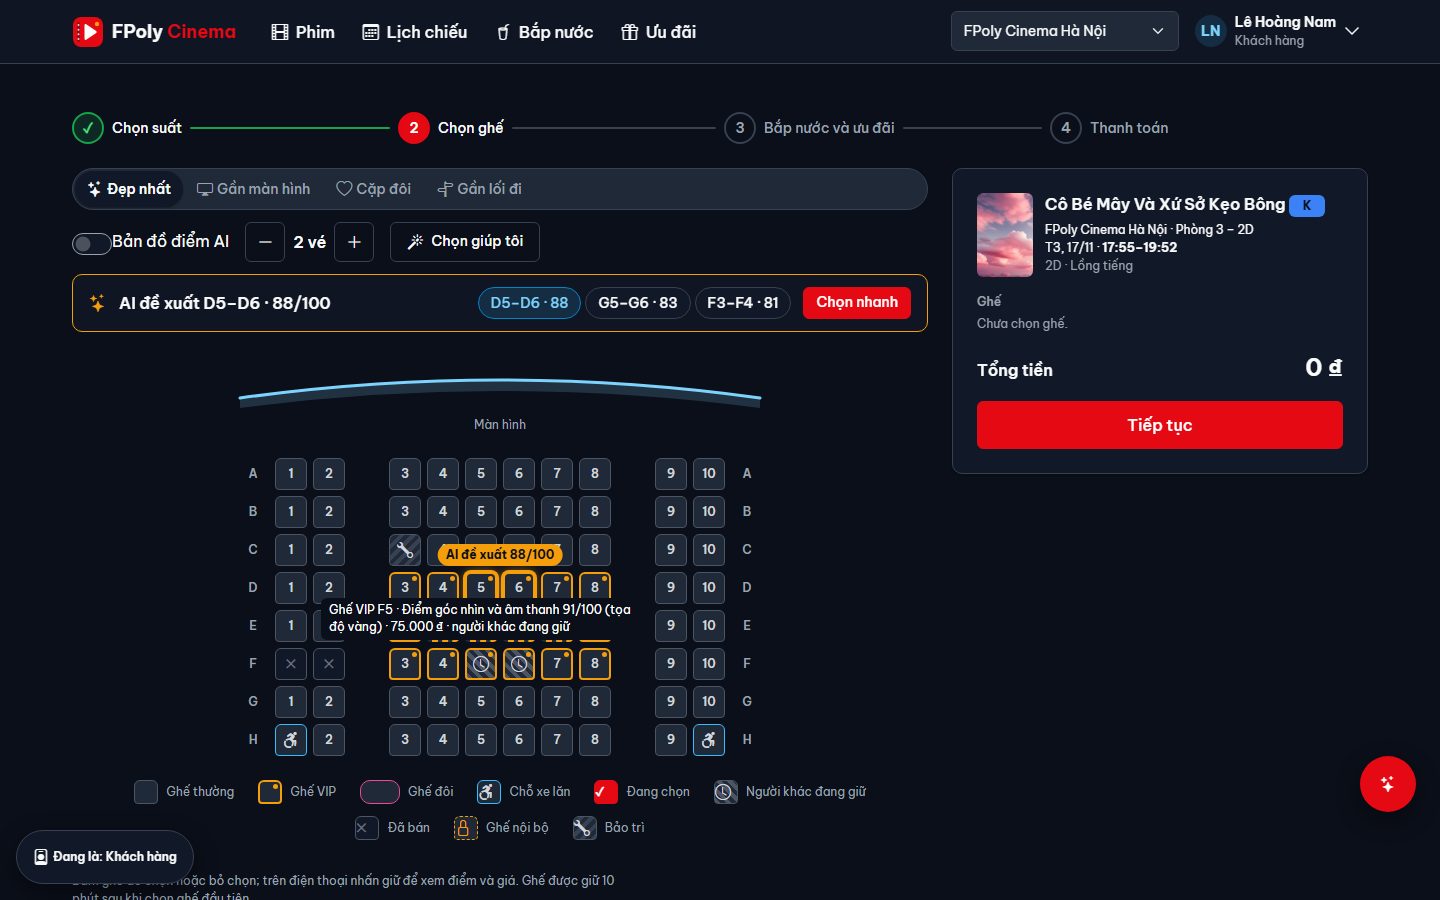 FPoly Cinema
Phim
Lịch chiếu
Bắp nước
Ưu đãi
FPoly Cinema Hà Nội
LN
Lê Hoàng Nam
Khách hàng
Chọn suất
2 Chọn ghế
3 Bắp nước và ưu đãi
4 Thanh toán
Đẹp nhất
Gần màn hình
Cặp đôi
Gần lối đi
Bản đồ điểm AI
2 vé
Chọn giúp tôi
AI đề xuất D5–D6 · 88/100
D5–D6 · 88
G5–G6 · 83
F3–F4 · 81
Chọn nhanh
Màn hình
A 1 2 3 4 5 6 7 8 9 10 A
B 1 2 3 4 5 6 7 8 9 10 B
C 1 2 8 9 10 C
AI đề xuất 88/100
D 1 2 3 4 5 6 7 8 9 10 D
E 1 9 10 E
Ghế VIP F5 · Điểm góc nhìn và âm thanh 91/100 (tọa
độ vàng) · 75.000 ₫ · người khác đang giữ
F 3 4 7 8 9 10 F
G 1 2 3 4 5 6 7 8 9 10 G
H 2 3 4 5 6 7 8 9 H
Ghế thường
Ghế VIP
Ghế đôi
Chỗ xe lăn
Đang chọn
Người khác đang giữ
Đã bán
Ghế nội bộ
Bảo trì
Đang là: Khách hàng
hoặc bỏ chọn; trên điện thoại nhấn giữ để xem điểm và giá. Ghế được giữ 10
phút sau khi chọn ghế đầu tiên.
Cô Bé Mây Và Xứ Sở Kẹo Bông K
FPoly Cinema Hà Nội · Phòng 3 – 2D
T3, 17/11 · 17:55–19:52
2D · Lồng tiếng
Ghế
Chưa chọn ghế.
Tổng tiền
0 ₫
Tiếp tục